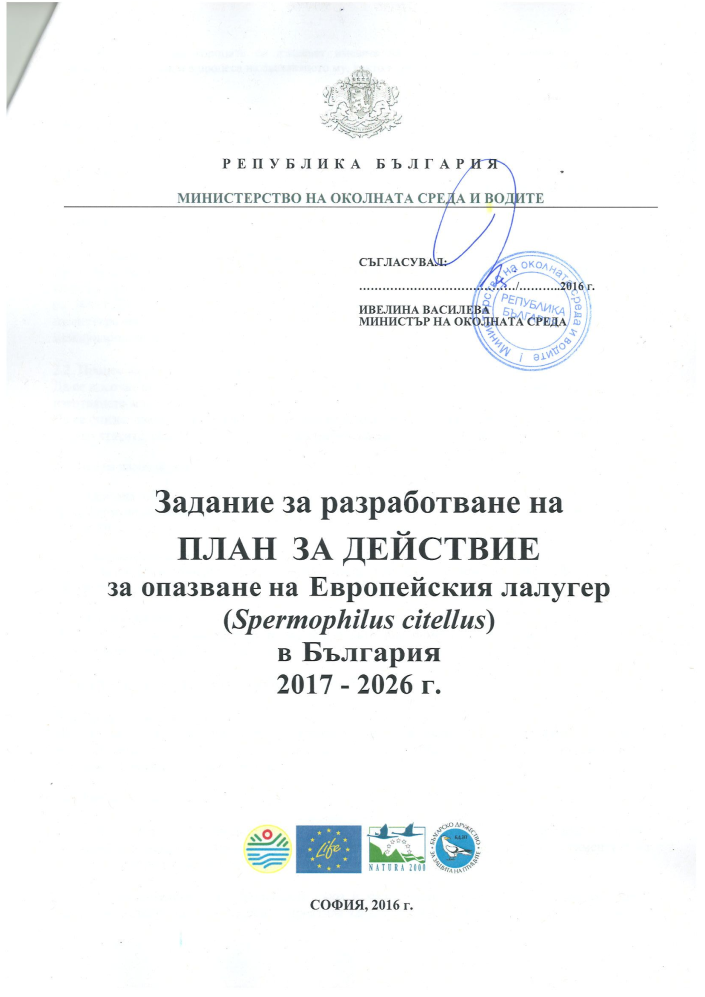 РЕПУБЛИКА БЪЛГАРИЯ
МИНИСТЕРСТВО НА ОКОЛНАТА СРЕДА И ВОДИТЕ
СЪГЛАСУВАЛ:
…………………………………/………..2016 г.
ИВЕЛИНА ВАСИЛЕВА
МИНИСТЪР НА ОКОЛНАТА СРЕДА
Министерство на околната среда и водите
РЕПУБЛИКА
БЪЛГАРИЯ
Задание за разработване на
ПЛАН ЗА ДЕЙСТВИЕ
за опазване на Европейския лалугер
(Spermophilus citellus)
в България
2017 - 2026 г.
Life
NATURA 2000
БЪЛГАРСКО ДРУЖЕСТВО
ЗА ЗАЩИТА НА ПТИЦИТЕ
СОФИЯ, 2016 г.